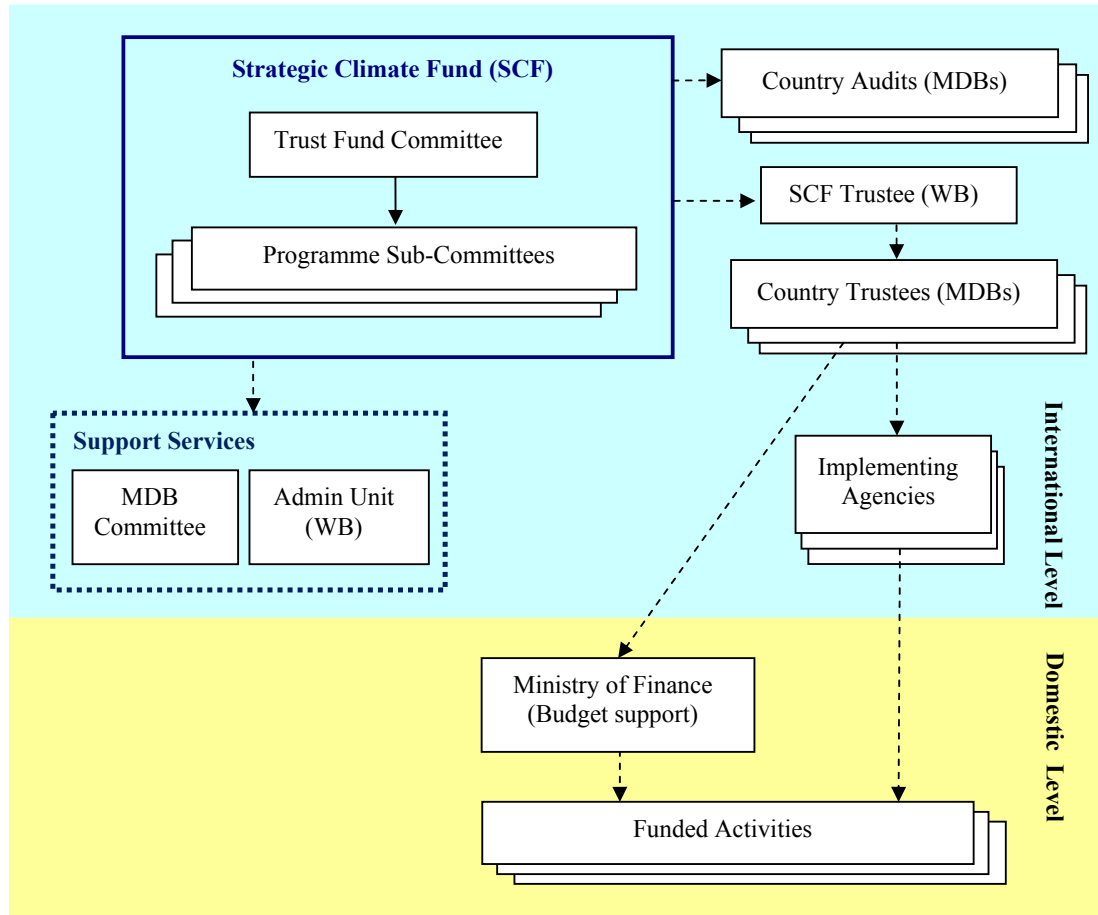 Strategic Climate Fund (SCF)
Trust Fund Committee
Programme Sub-Committees
Country Audits (MDBs)
SCF Trustee (WB)
Country Trustees (MDBs)
Support Services
MDB
Committee
Admin Unit
(WB)
Implementing
Agencies
International Level
Ministry of Finance
(Budget support)
Funded Activities
Domestic Level